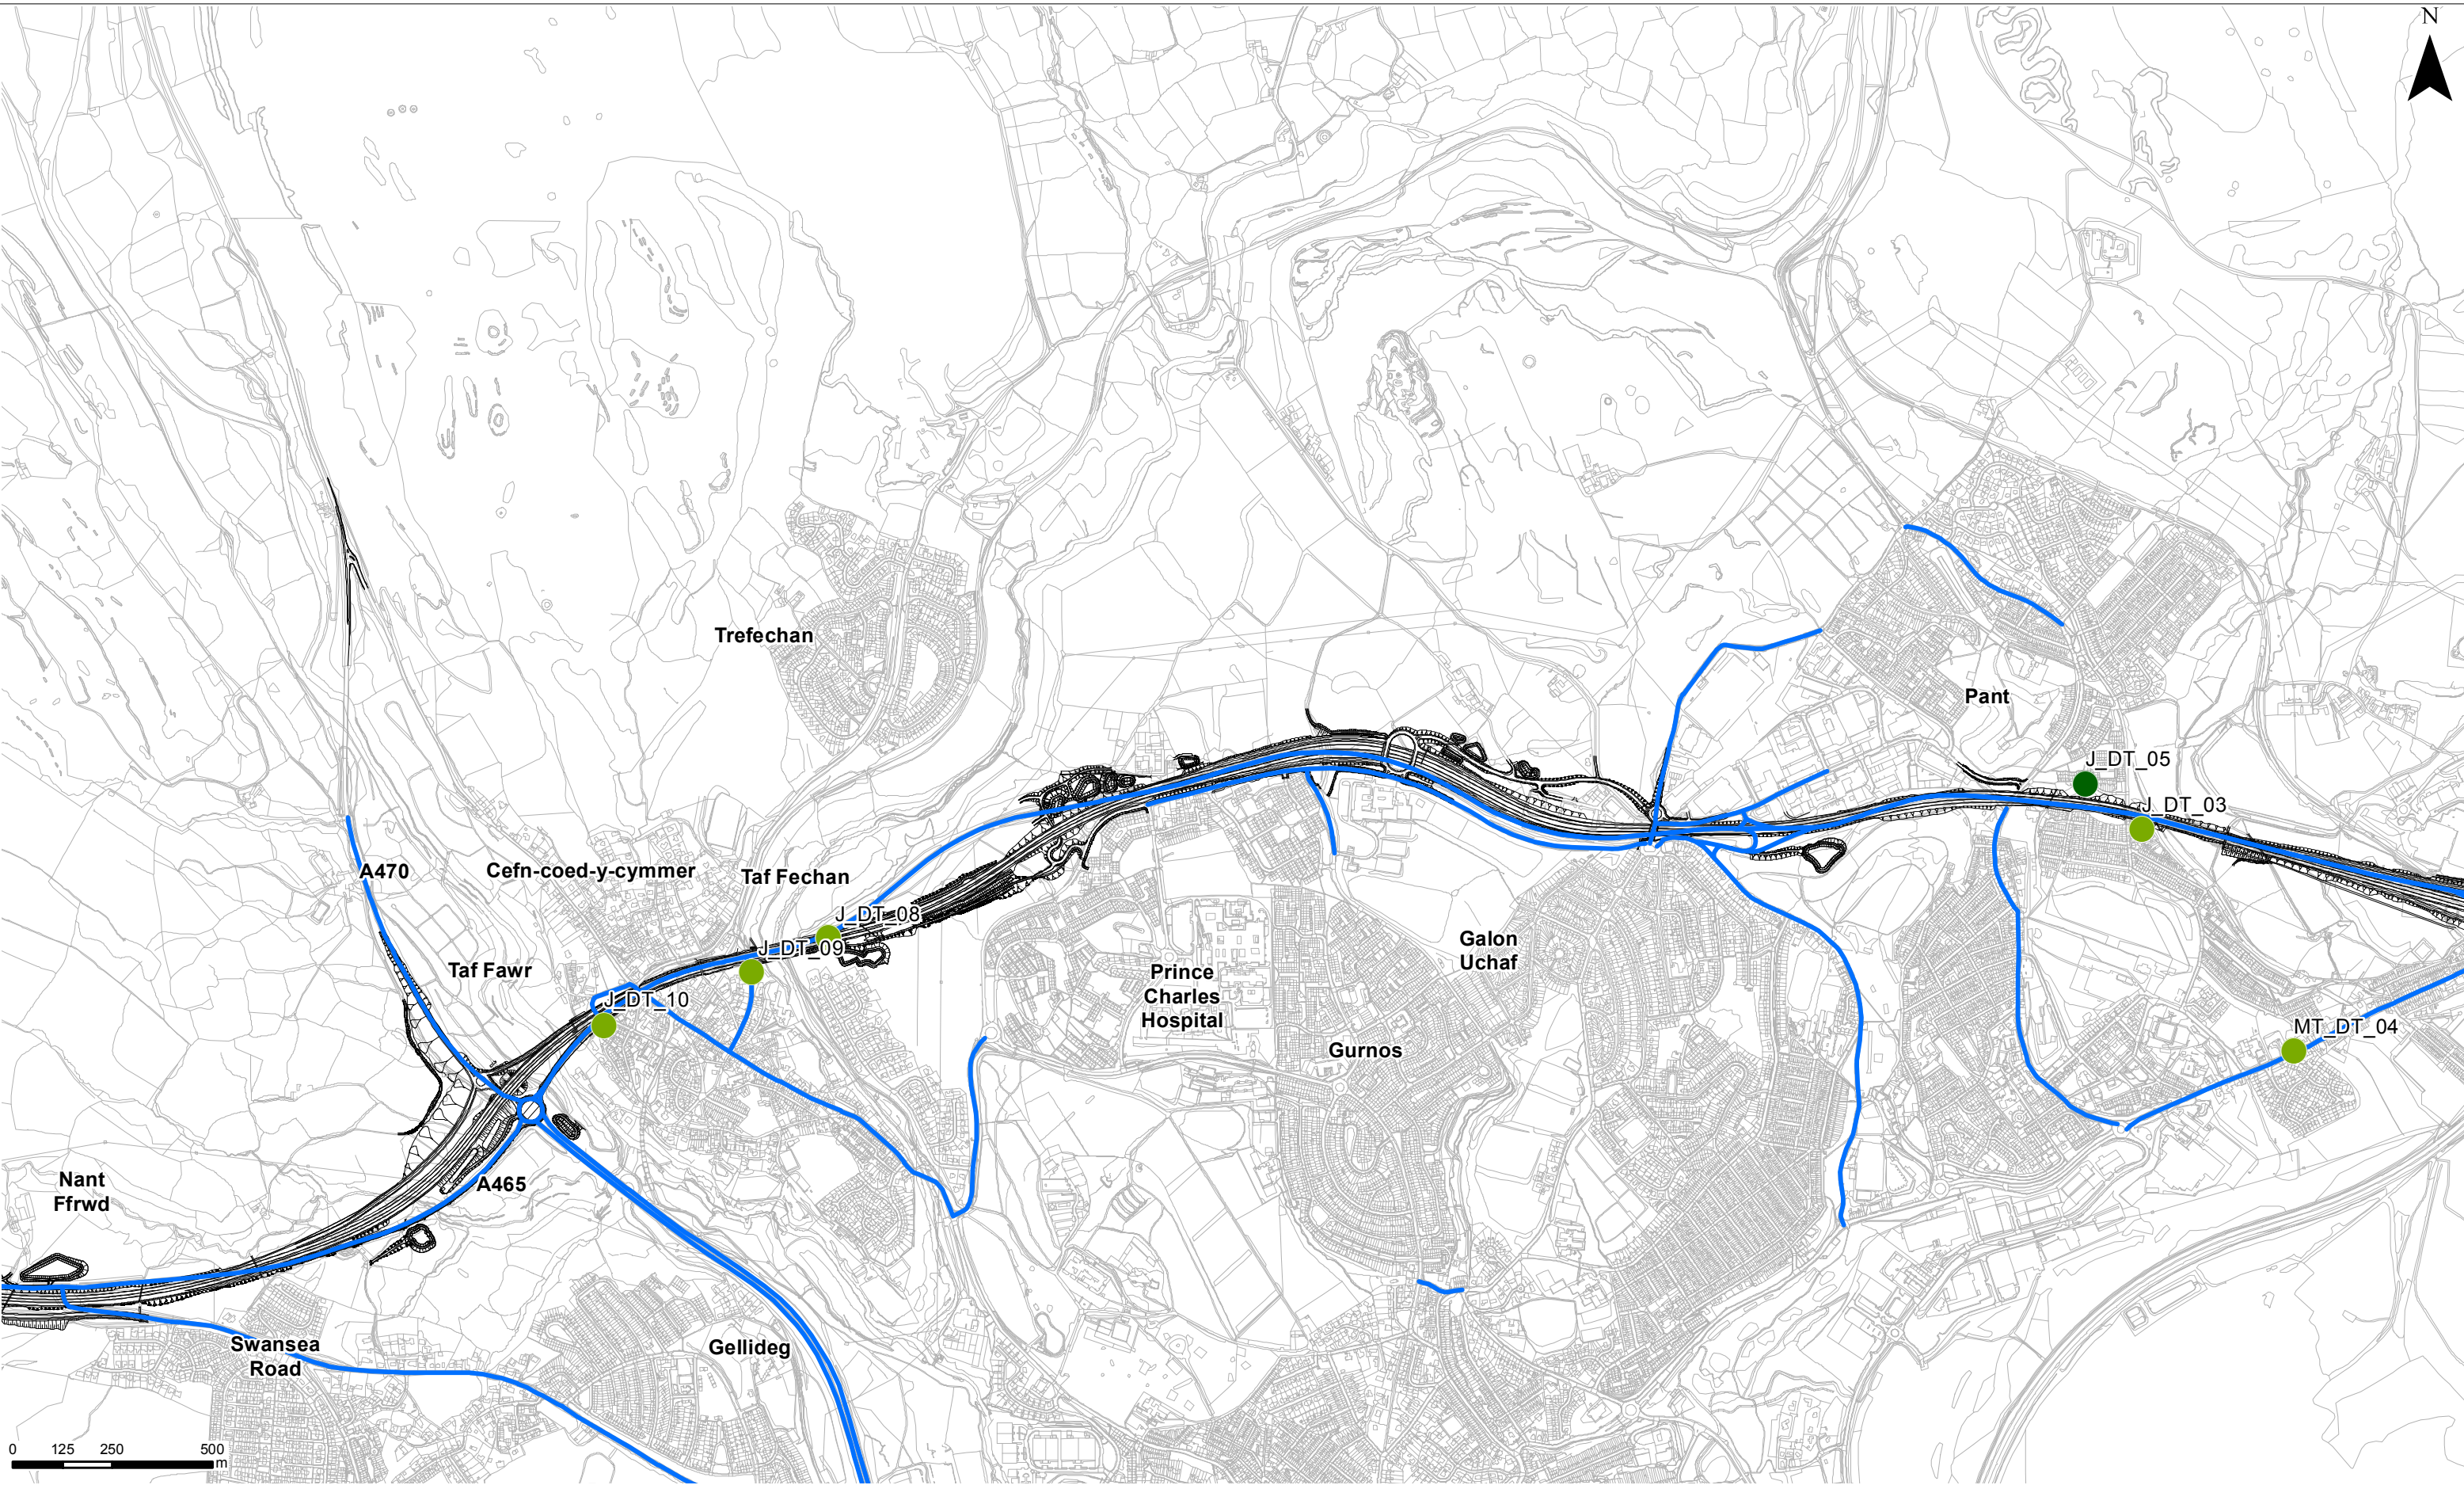 N
Trefechan
Pant
J_DT_05
J_DT_03
A470
Cefn-coed-y-cymmer
Taf Fechan
J_DT_08
J_DT_09
Taf Fawr
J_DT_10
Galon
Uchaf
Prince
Charles
Hospital
Gurnos
MT_DT_04
Nant
Ffrwd
A465
Swansea
Road
Gellideg
0 125 250 500
m